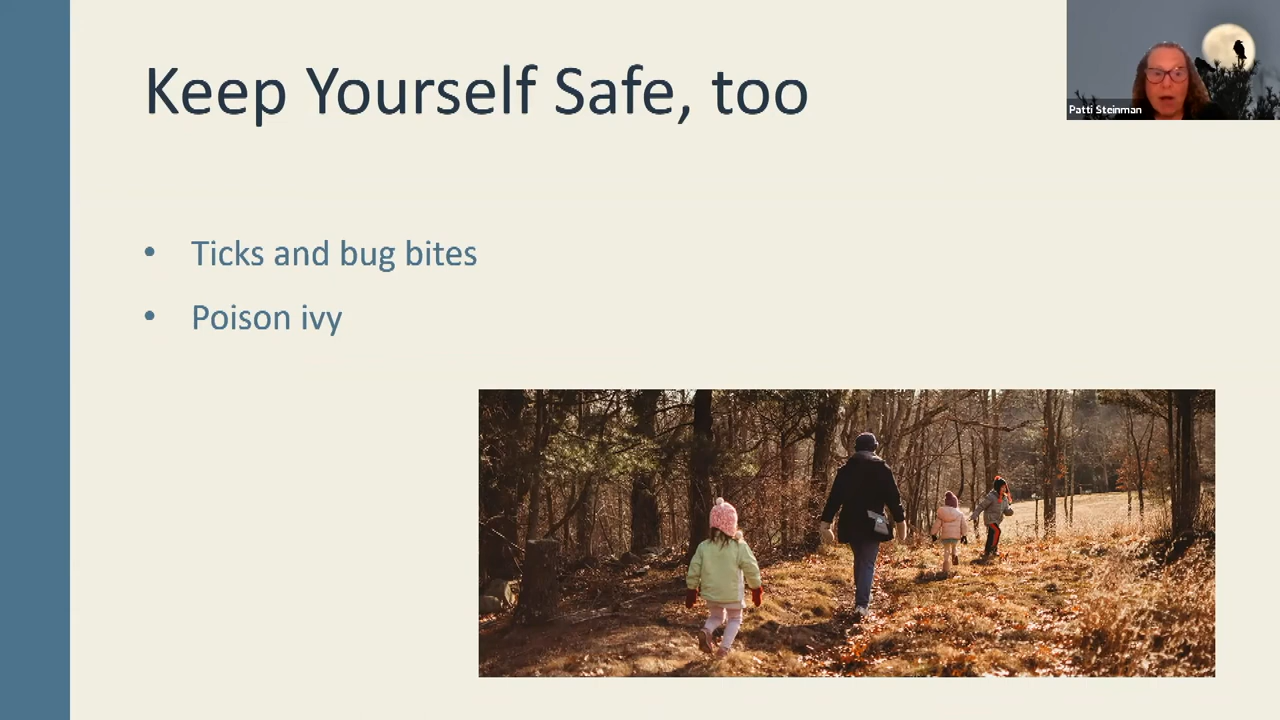 Keep Yourself Safe, too
Patti Steinman
• Ticks and bug bites
• Poison ivy